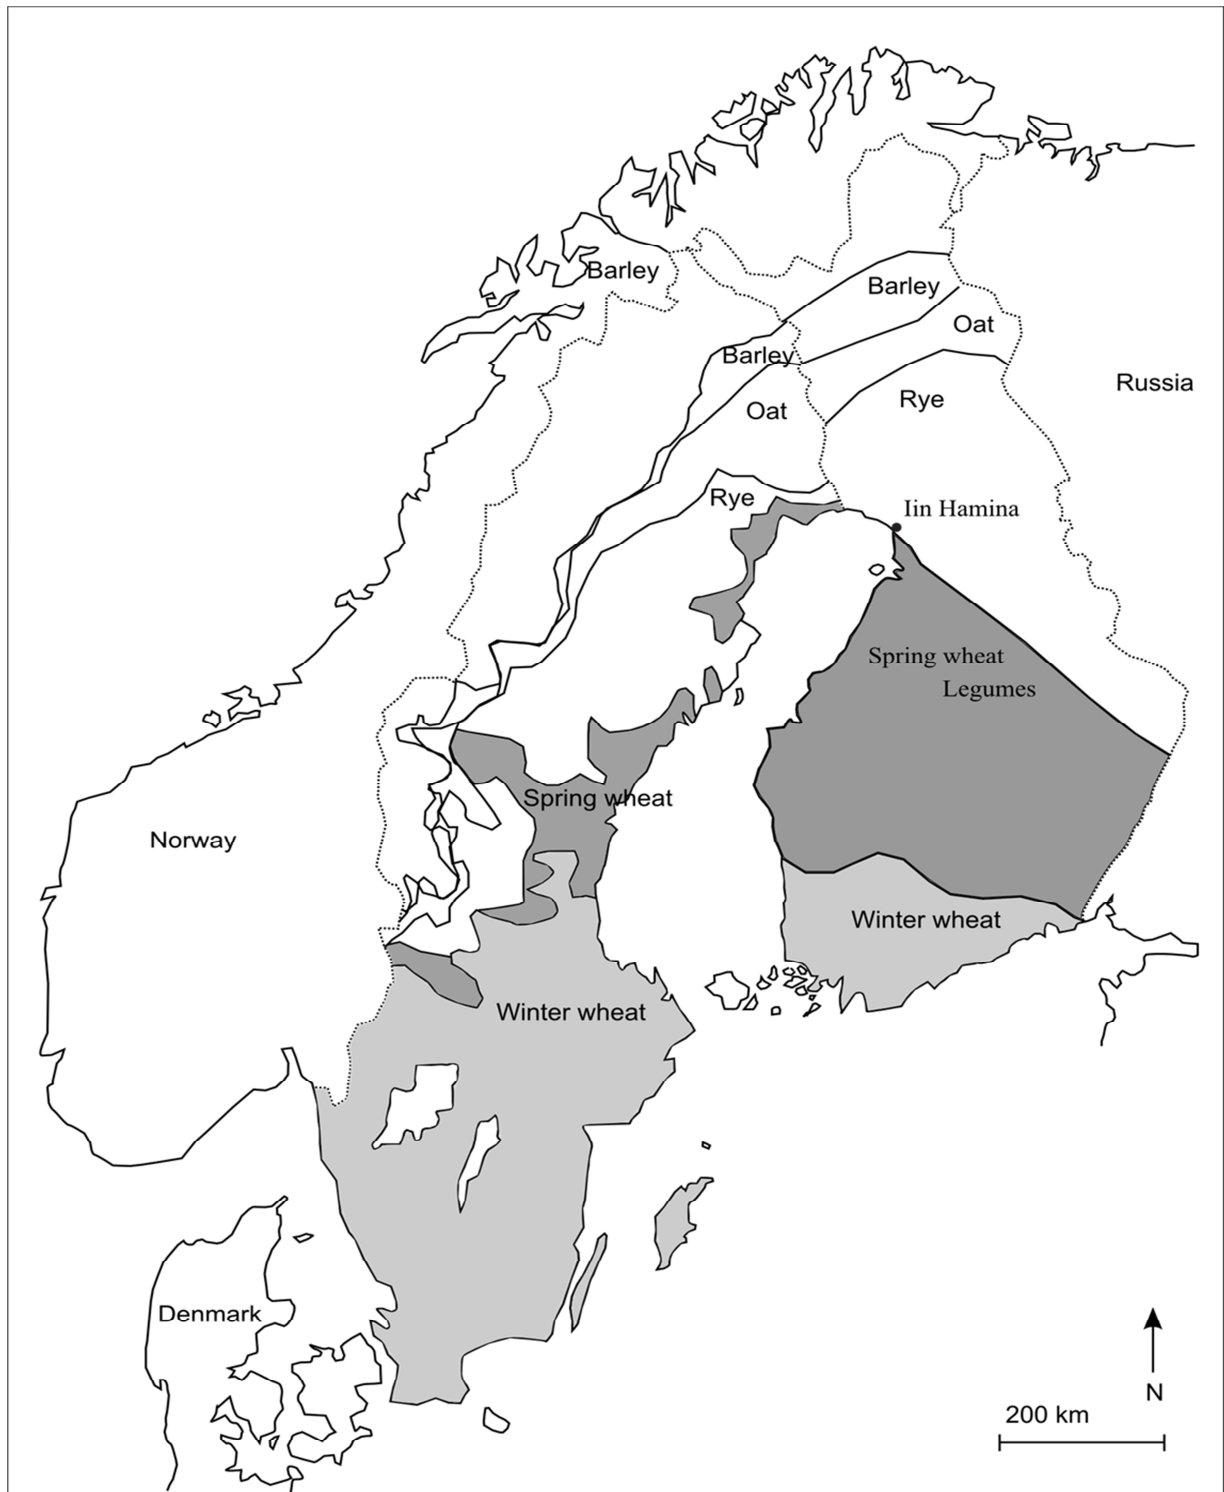 Barley
Barley
Oat
Barley
Russia
Rye
Oat
Rye
Iin Hamina
Spring wheat
Legumes
Spring wheat
Norway
Winter wheat
Winter wheat
Denmark
N
200 km